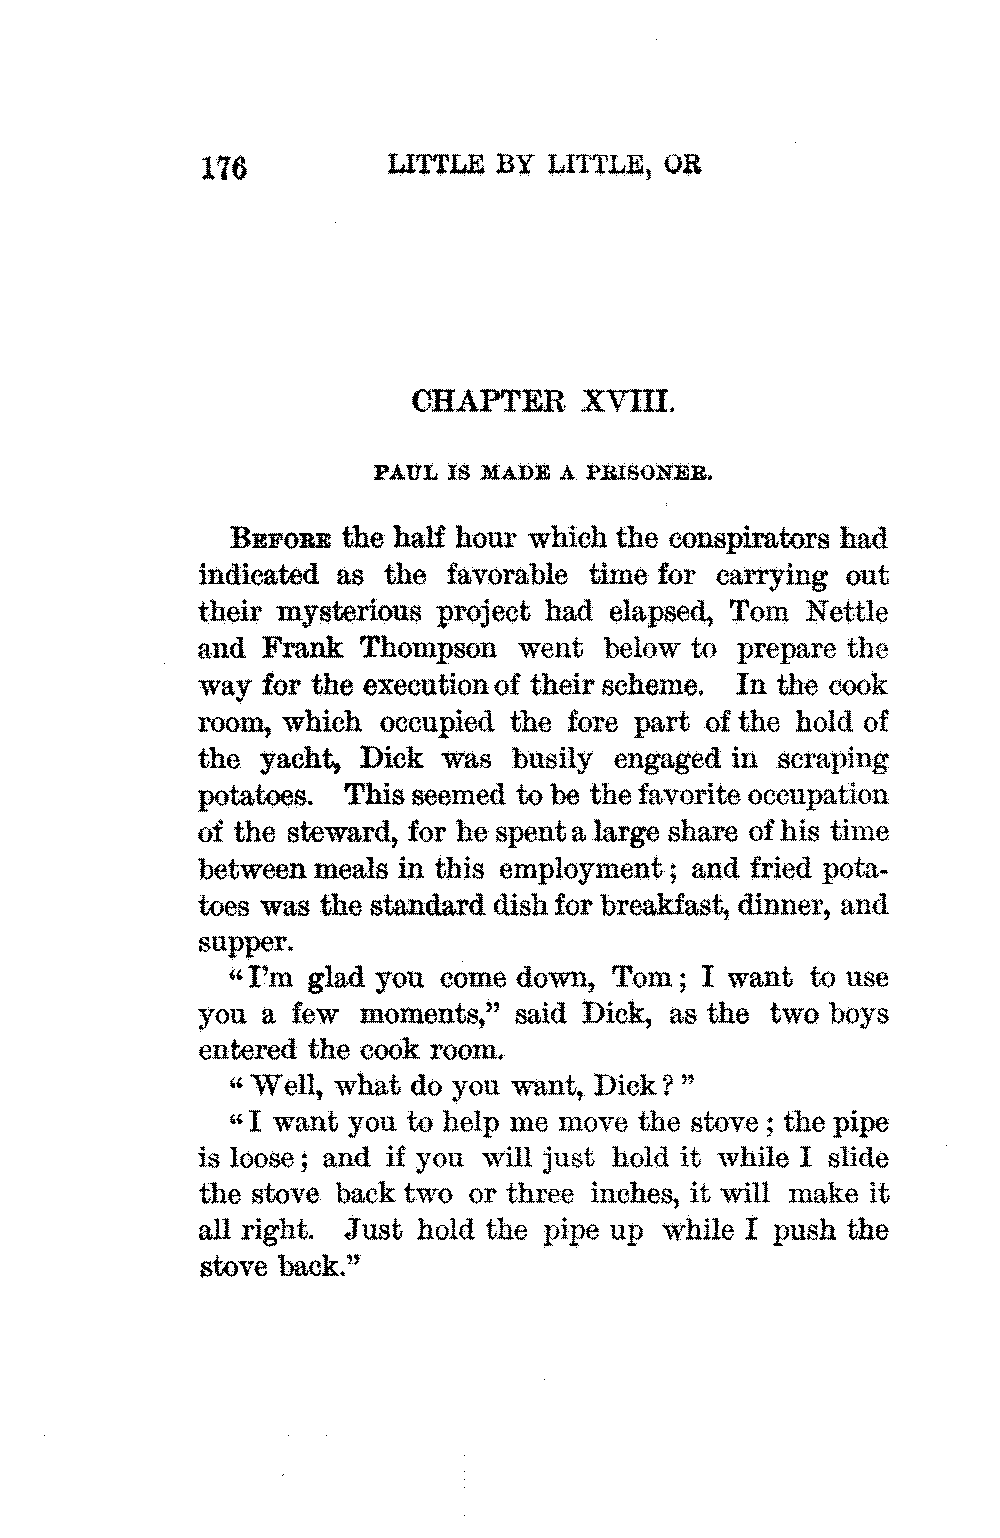 176 LITTLE BY LITTLE, OR
CHAPTER XVIII.
PAUL IS MADE A PRISONER.
BEFORE the half hour which the conspirators had
indicated as the favorable time for carrying out
their mysterious project had elapsed, Tom Nettle
and Frank Thompson went below to prepare the
way for the execution of their scheme. In the cook
room, which occupied the fore part of the hold of
the yacht, Dick was busily engaged in scraping
potatoes. This seemed to be the favorite occupation
of the steward, for he spent a large share of his time
between meals in this employment; and fried pota-
toes was the standard dish for breakfast, dinner, and
supper.
"I'm glad you come down, Tom; I want to use
you a few moments," said Dick, as the two boys
entered the cook room.
"Well, what do you want, Dick?"
"I want you to help me move the stove; the pipe
is loose; and if you will just hold it while I slide
the stove back two or three inches, it will make it
all right. Just hold the pipe up while I push the
stove back."